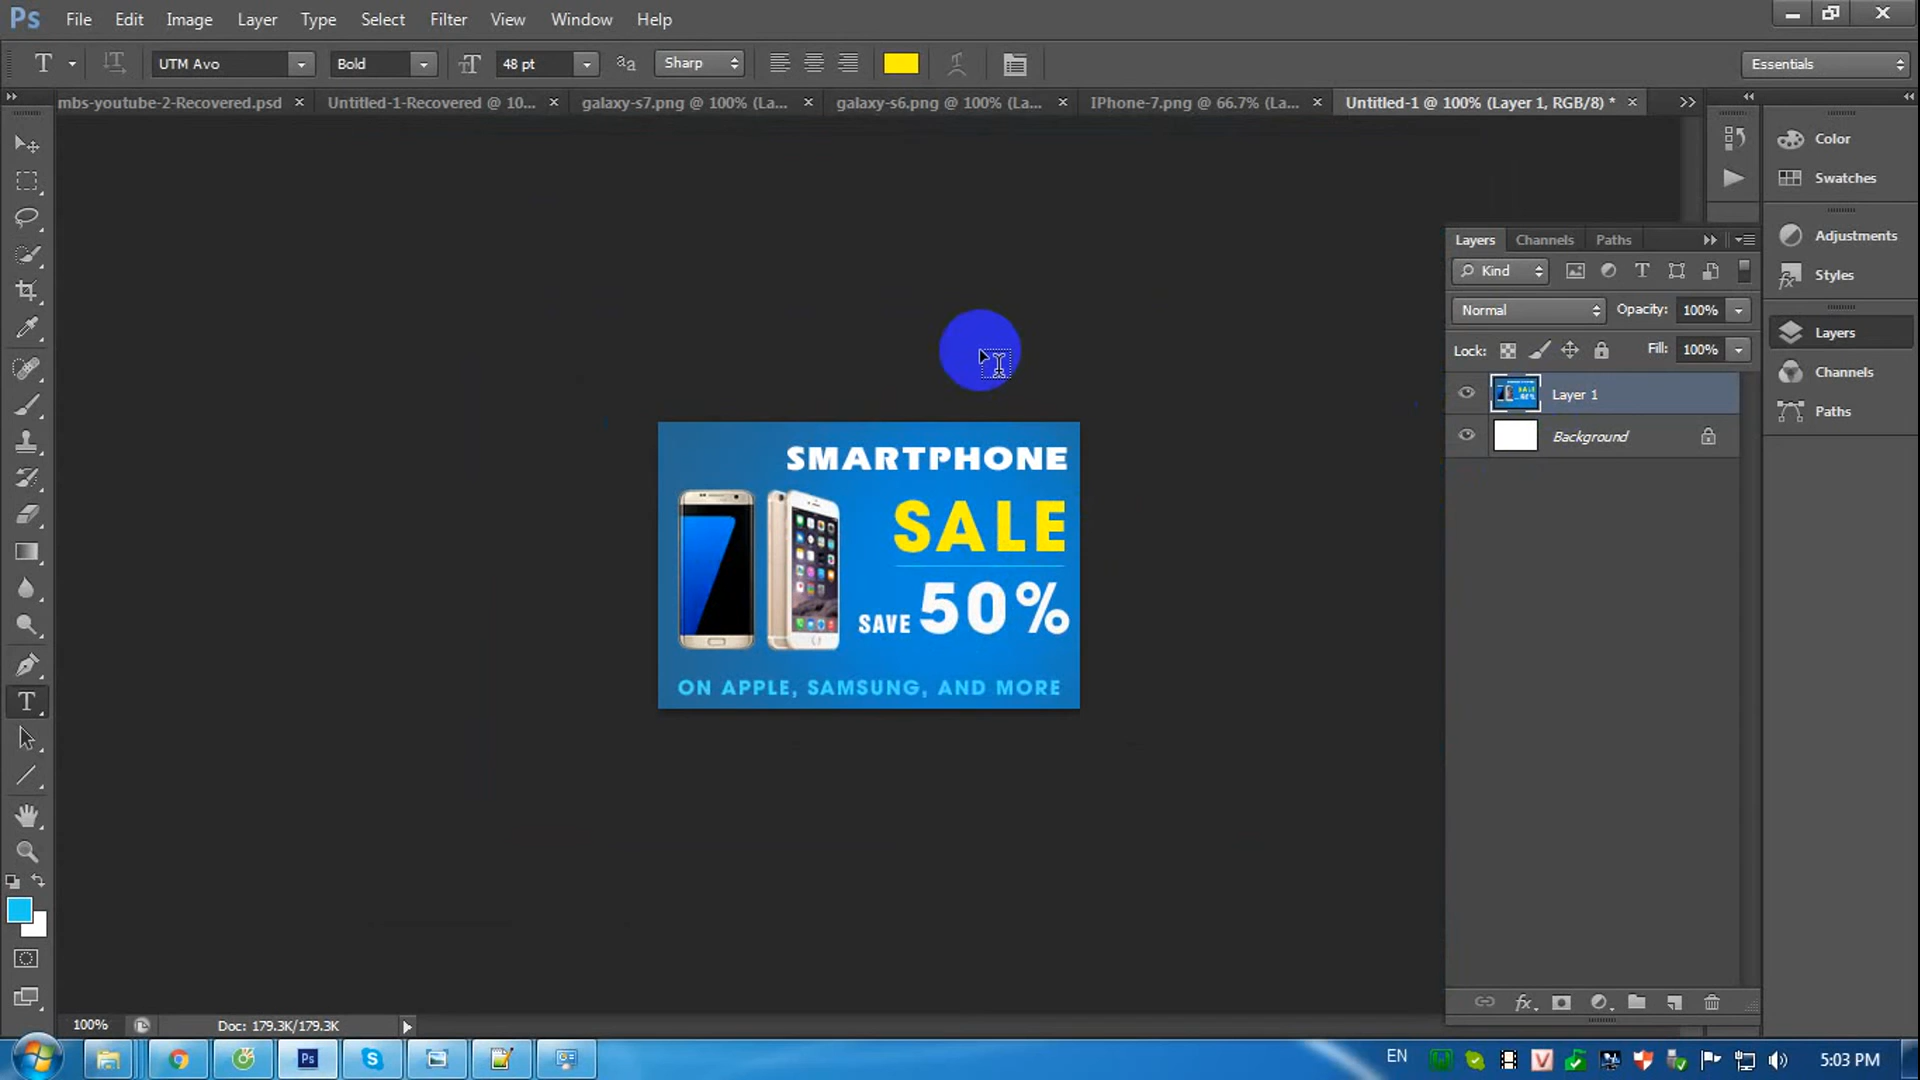 Ps File Edit Image Layer Type Select Filter View Window Help
T UTM Avo Bold 48 pt Sharp Essentials
mbs-youtube-2-Recovered.psd × Untitled-1-Recovered @ 10... × galaxy-s7.png @ 100% (La... × galaxy-s6.png @ 100% (La... × IPhone-7.png @ 66.7% (La... × Untitled-1 @ 100% (Layer 1, RGB/8) * ×
Color
Swatches
Adjustments
Styles
Layers
Channels
Paths
Layers Channels Paths
Kind
Normal Opacity: 100%
Lock: Fill: 100%
Layer 1
Background
SMARTPHONE
SALE
SAVE 50%
ON APPLE, SAMSUNG, AND MORE
100% Doc: 179.3K/179.3K
Ps EN 5:03 PM